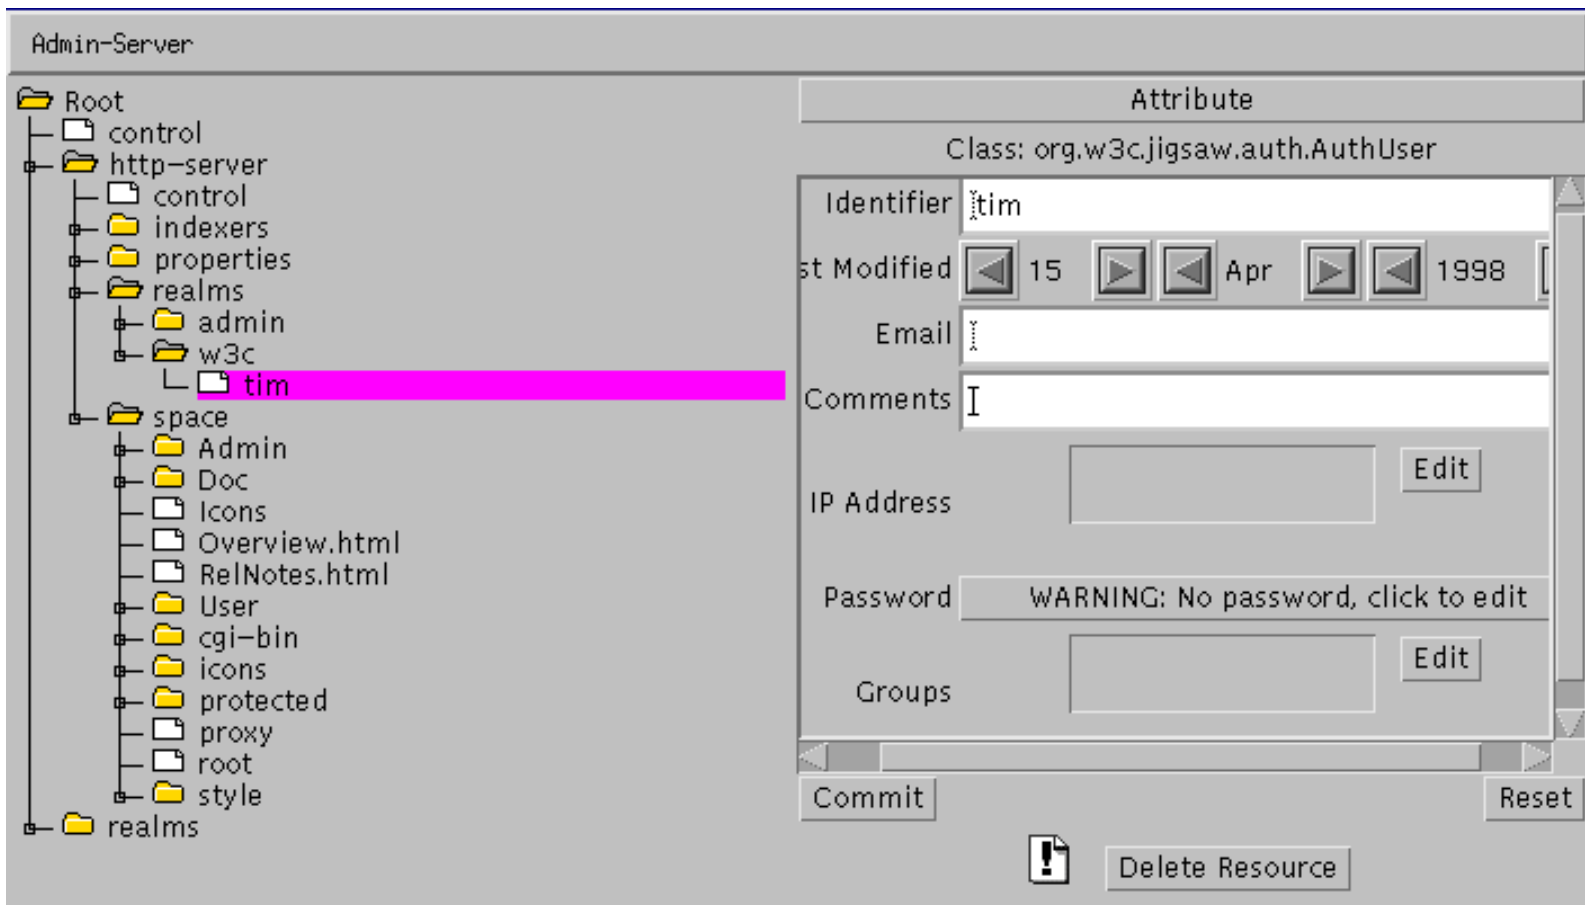 Admin-Server
Root
control
http-server
control
indexers
properties
realms
admin
w3c
tim
space
Admin
Doc
Icons
Overview.html
RelNotes.html
User
cgi-bin
icons
protected
proxy
root
style
realms
Attribute
Class: org.w3c.jigsaw.auth.AuthUser
Identifier tim
st Modified 15 Apr 1998
Email
Comments
Edit
IP Address
Password WARNING: No password, click to edit
Edit
Groups
Commit Reset
Delete Resource